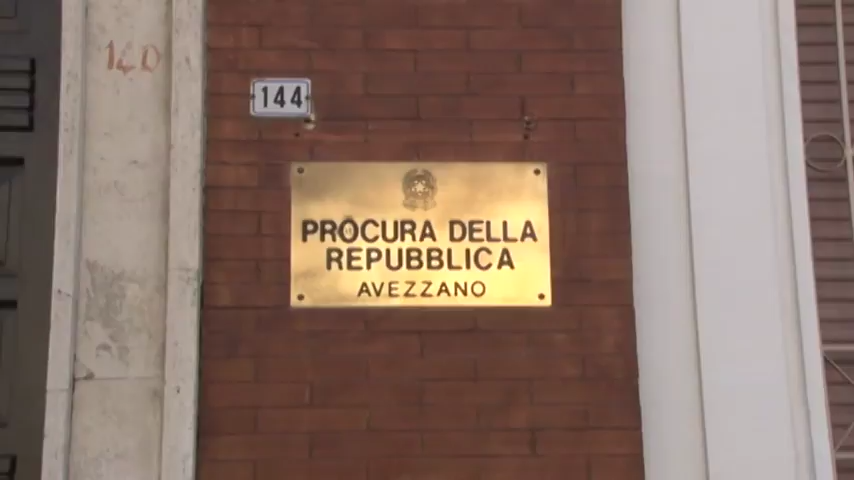 140
144
PROCURA DELLA
REPUBBLICA
AVEZZANO